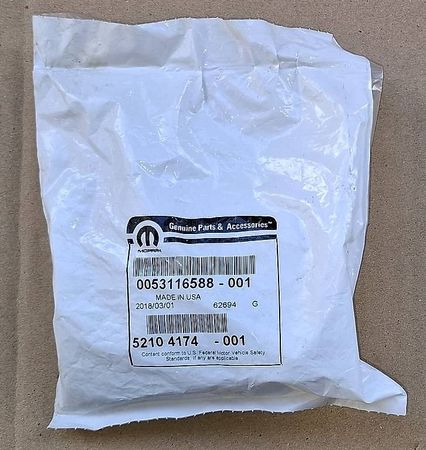 Genuine Parts & Accessories™
MOPAR
0053116588 - 001
MADE IN USA
2018/03/01 62694 G
5210 4174 -001
Content conform to U.S. Federal Motor Vehicle Safety
Standards, if any are applicable